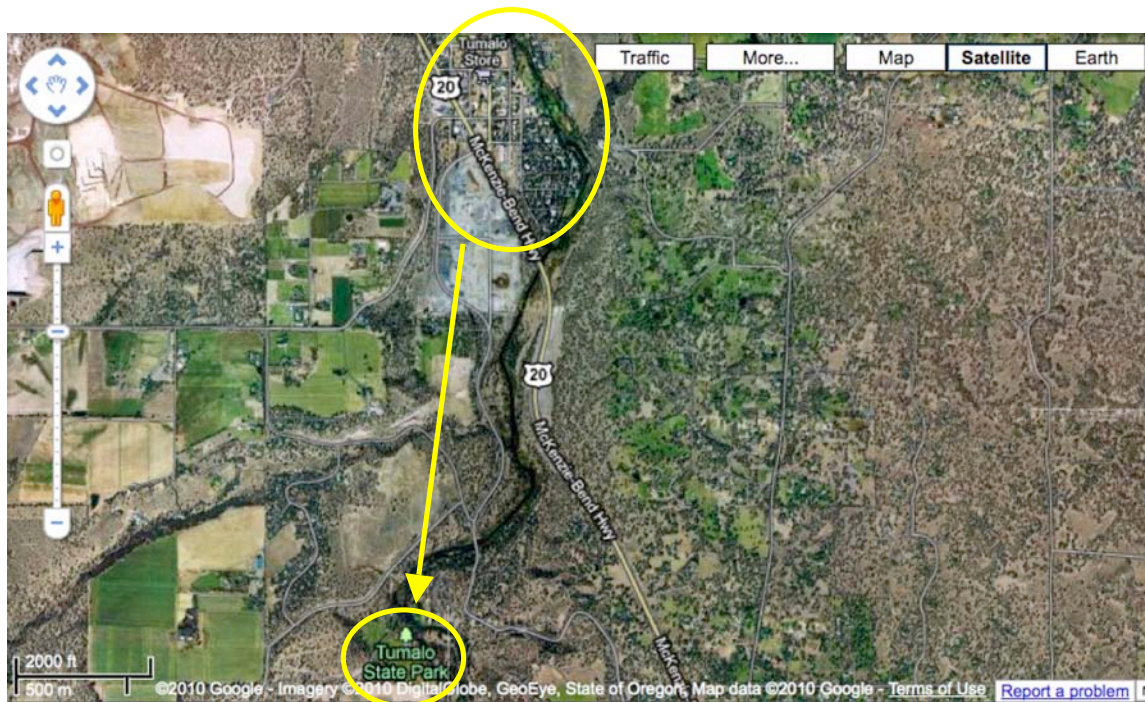 Tumalo
Store
Traffic
More...
Map
Satellite
Earth
20
McKenzie-Bend Hwy
20
McKenzie-Bend Hwy
Tumalo
State Park
2000 ft
500 m
©2010 Google - Imagery ©2010 DigitalGlobe, GeoEye, State of Oregon, Map data ©2010 Google - Terms of Use
Report a problem